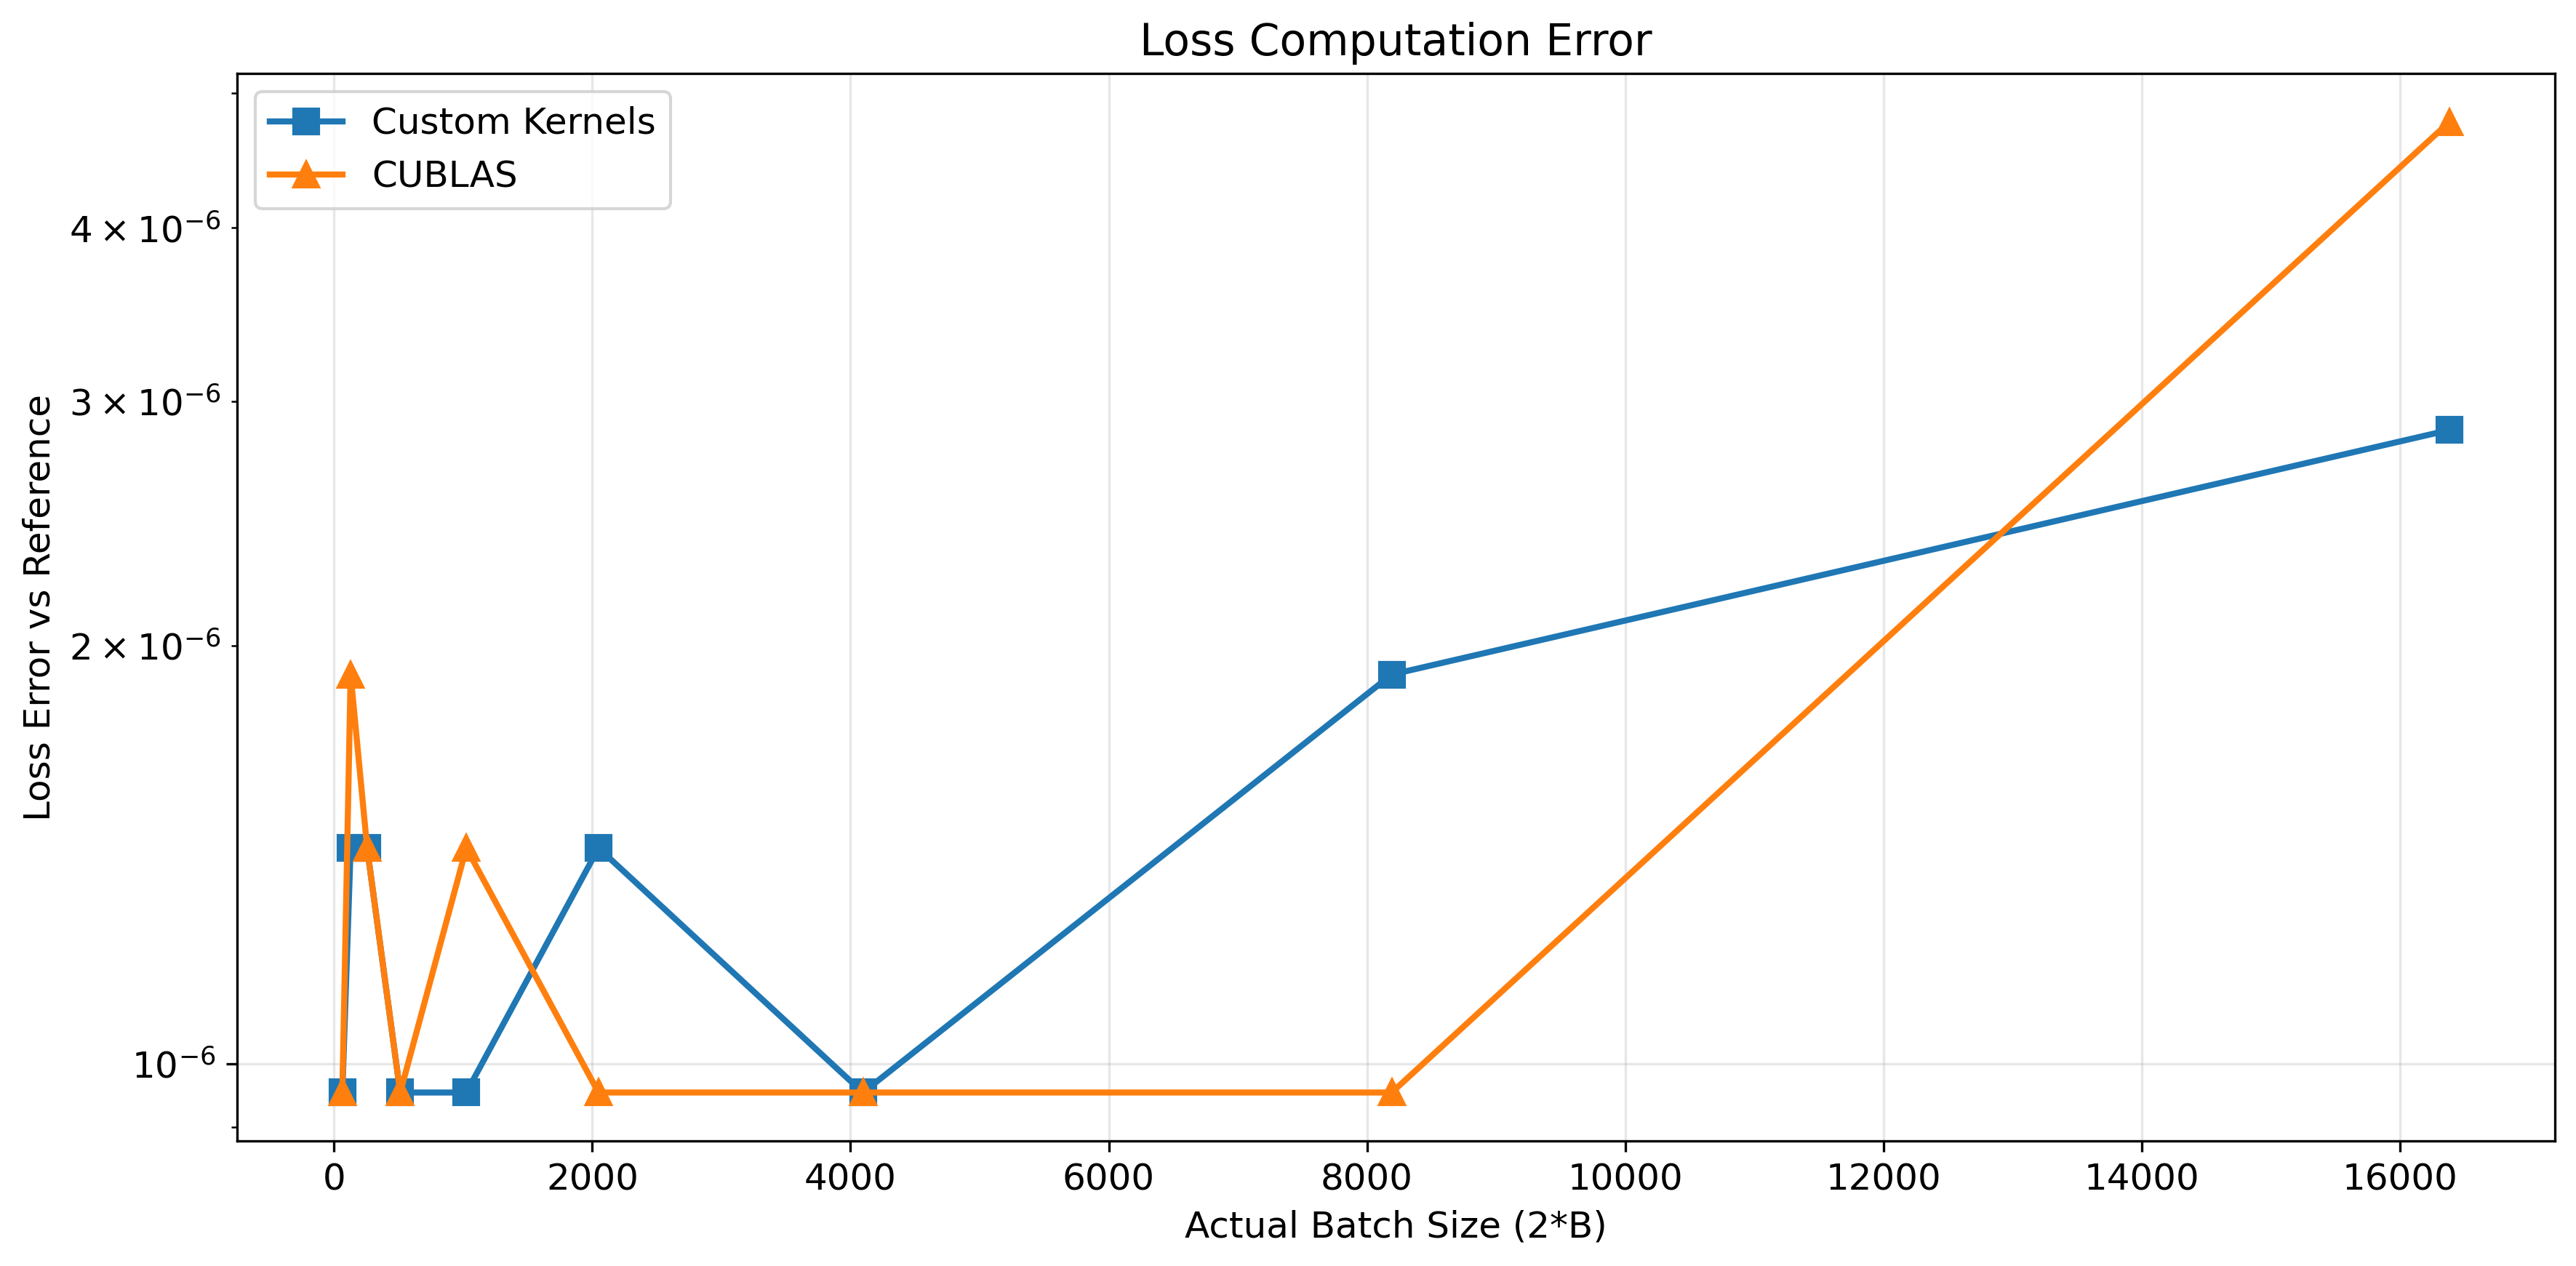 Loss Computation Error
Custom Kernels
CUBLAS
Loss Error vs Reference
4 × 10⁻⁶
3 × 10⁻⁶
2 × 10⁻⁶
10⁻⁶
0 2000 4000 6000 8000 10000 12000 14000 16000
Actual Batch Size (2*B)